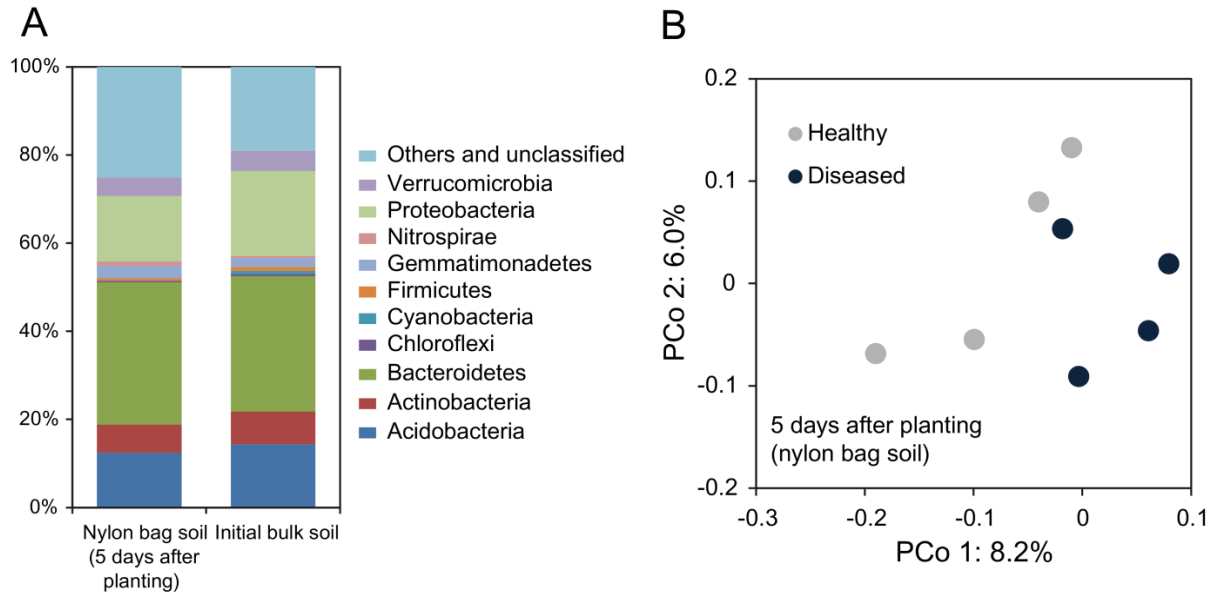 A
100%
80%
60%
40%
20%
0%
Nylon bag soil
(5 days after
planting)
Initial bulk soil
Others and unclassified
Verrucomicrobia
Proteobacteria
Nitrospirae
Gemmatimonadetes
Firmicutes
Cyanobacteria
Chloroflexi
Bacteroidetes
Actinobacteria
Acidobacteria
B
0.2
0.1
0
-0.1
-0.2
PCo 2: 6.0%
Healthy
Diseased
5 days after planting
(nylon bag soil)
-0.3
-0.2
-0.1
0
0.1
PCo 1: 8.2%